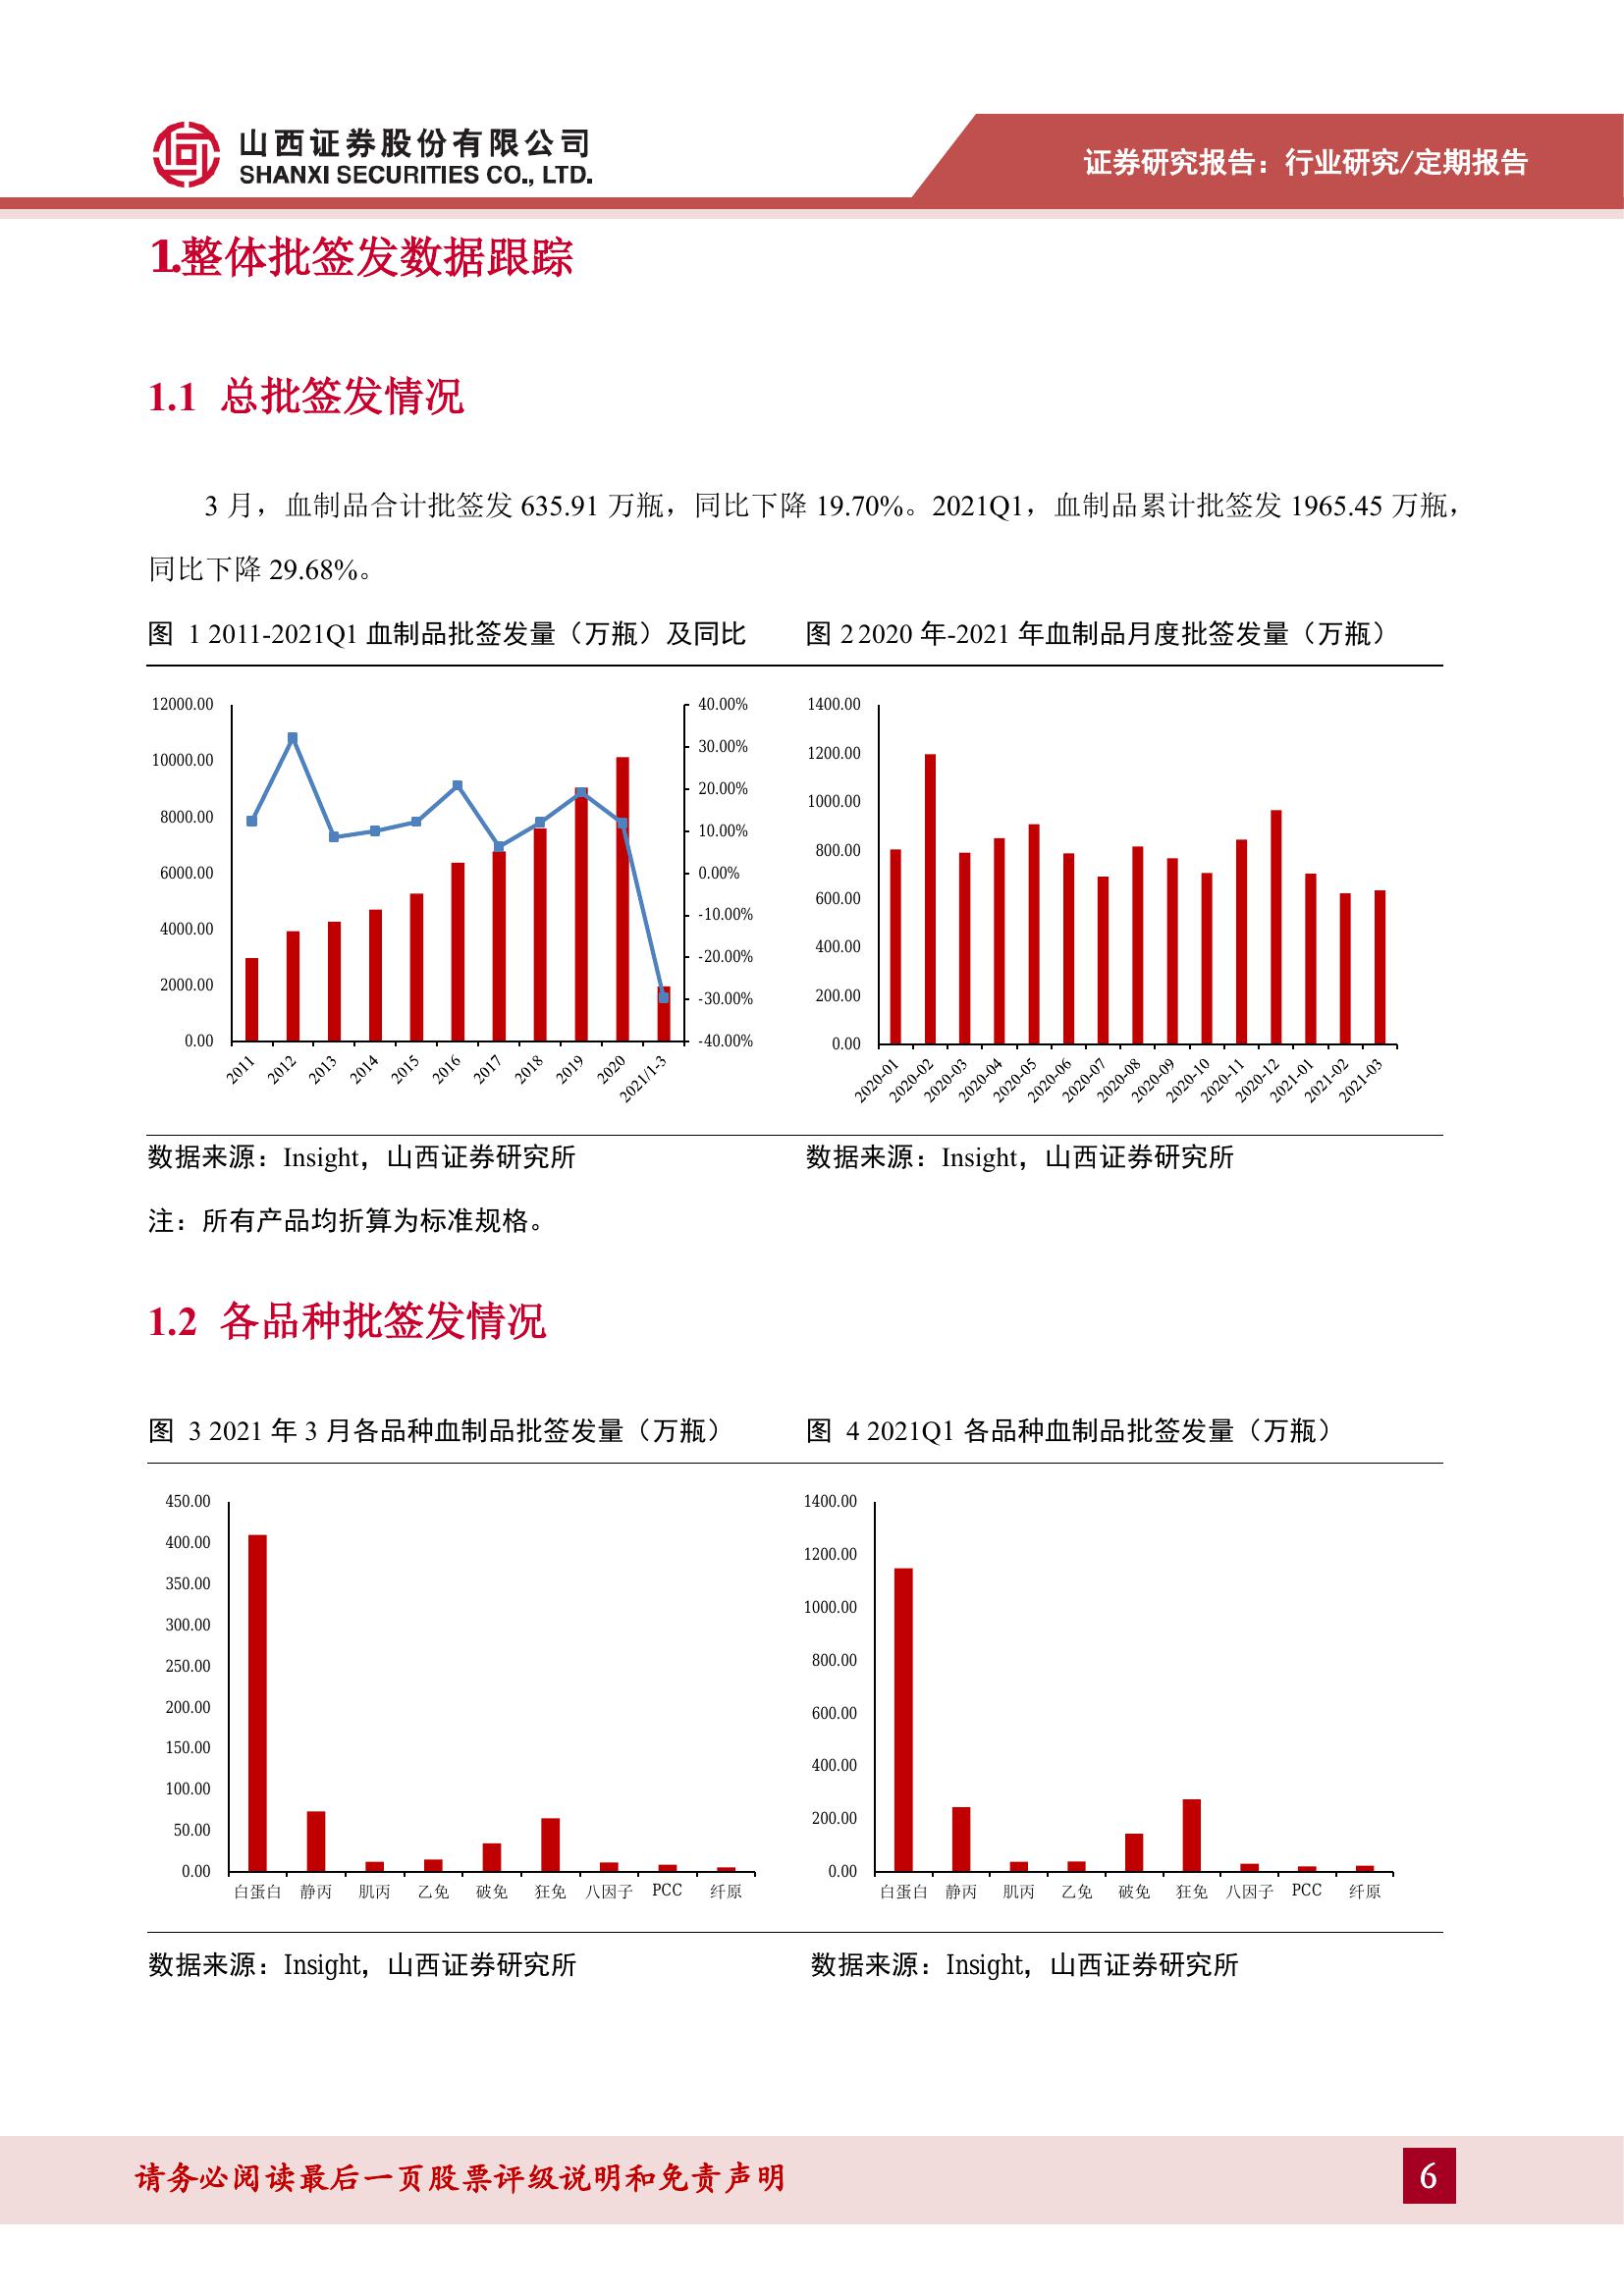 山西证券股份有限公司
SHANXI SECURITIES CO., LTD.
证券研究报告：行业研究/定期报告
1.整体批签发数据跟踪
1.1 总批签发情况
3 月，血制品合计批签发 635.91 万瓶，同比下降 19.70%。2021Q1，血制品累计批签发 1965.45 万瓶，
同比下降 29.68%。
图 1 2011-2021Q1 血制品批签发量（万瓶）及同比
12000.00
10000.00
8000.00
6000.00
4000.00
2000.00
0.00
40.00%
30.00%
20.00%
10.00%
0.00%
-10.00%
-20.00%
-30.00%
-40.00%
2011 2012 2013 2014 2015 2016 2017 2018 2019 2020 2021/1-3
图 2 2020 年-2021 年血制品月度批签发量（万瓶）
1400.00
1200.00
1000.00
800.00
600.00
400.00
200.00
0.00
2020-01 2020-02 2020-03 2020-04 2020-05 2020-06 2020-07 2020-08 2020-09 2020-10 2020-11 2020-12 2021-01 2021-02 2021-03
数据来源：Insight，山西证券研究所
数据来源：Insight，山西证券研究所
注：所有产品均折算为标准规格。
1.2 各品种批签发情况
图 3 2021 年 3 月各品种血制品批签发量（万瓶）
450.00
400.00
350.00
300.00
250.00
200.00
150.00
100.00
50.00
0.00
白蛋白 静丙 肌丙 乙免 破免 狂免 八因子 PCC 纤原
图 4 2021Q1 各品种血制品批签发量（万瓶）
1400.00
1200.00
1000.00
800.00
600.00
400.00
200.00
0.00
白蛋白 静丙 肌丙 乙免 破免 狂免 八因子 PCC 纤原
数据来源：Insight，山西证券研究所
数据来源：Insight，山西证券研究所
请务必阅读最后一页股票评级说明和免责声明
6